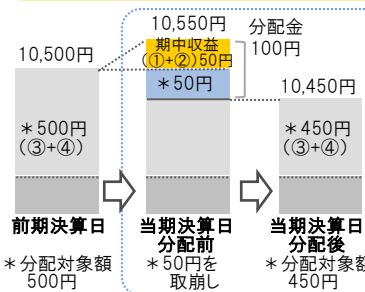 10,550円
分配金
100円
期中収益
(①+②)50円
10,500円
＊50円
10,450円
＊500円
(③+④)
＊450円
(③+④)
前期決算日
当期決算日
分配前
当期決算日
分配後
＊分配対象額
500円
＊50円を
取崩し
＊分配対象額
450円